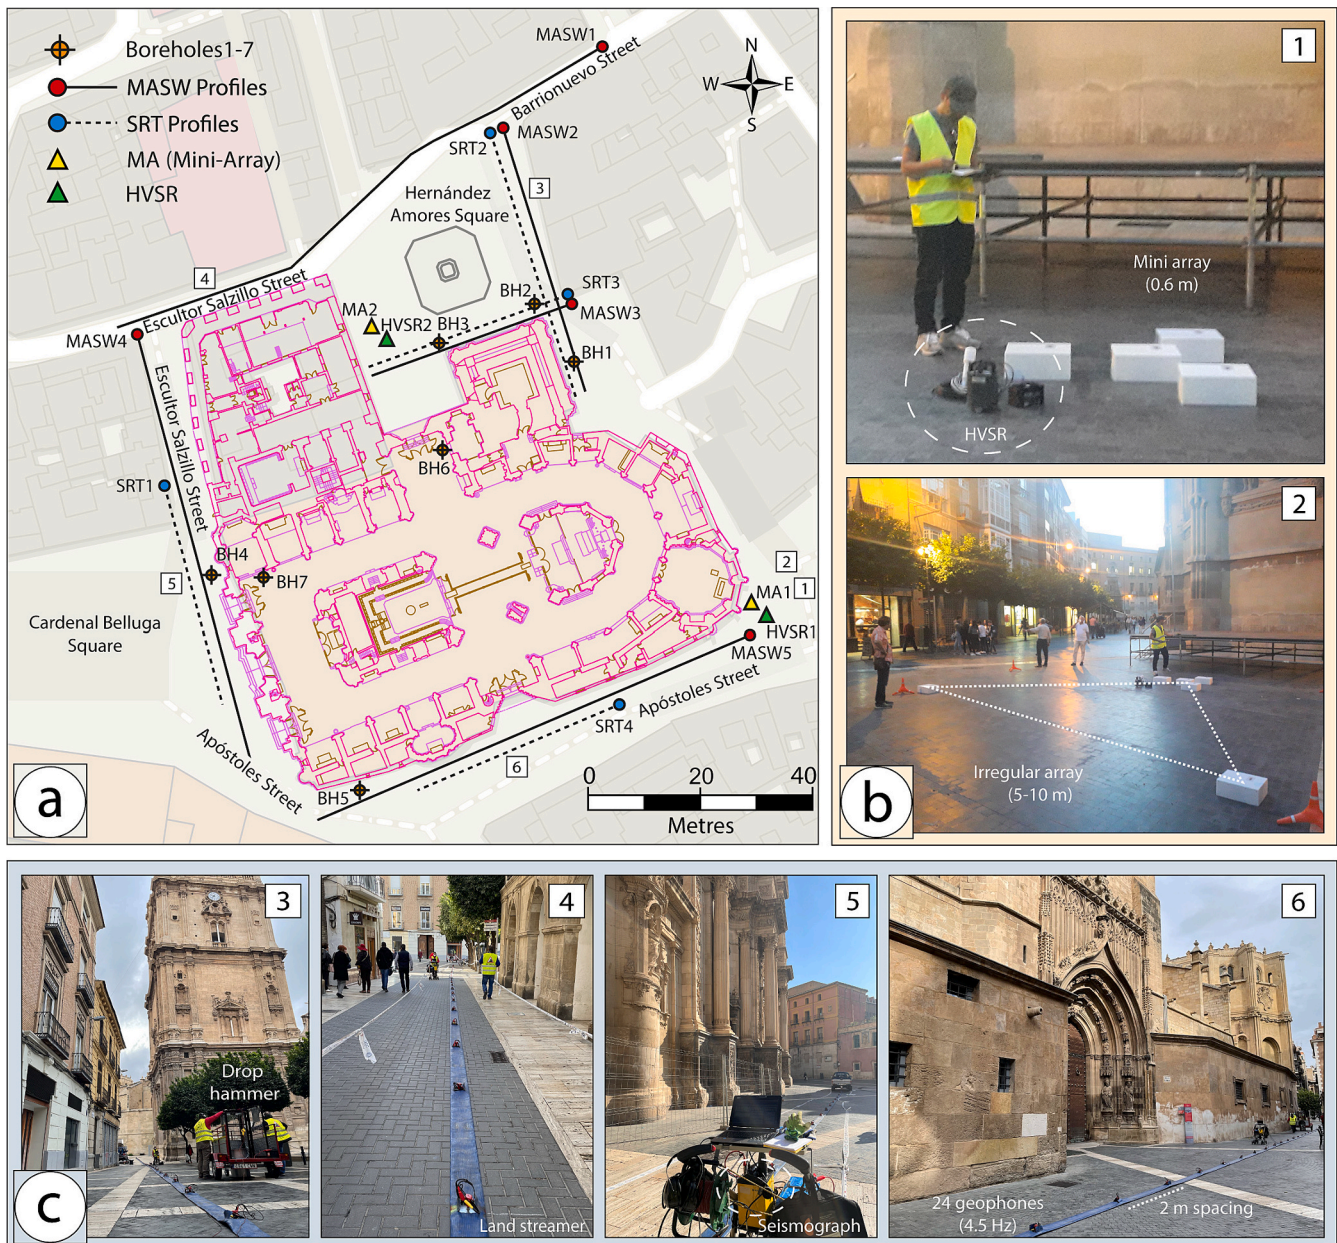 Boreholes1-7
MASW Profiles
SRT Profiles
MA (Mini-Array)
HVSR
MASW1
Barrionuevo Street
N
W E
S
MASW2
SRT2
3
Hernández
Amores Square
4
Escultor Salzillo Street
SRT3
BH2
MASW3
MA2
HVSR2
BH3
MASW4
BH1
Escultor Salzillo Street
BH6
SRT1
BH4
5
BH7
2
1
MA1
HVSR1
MASW5
Cardenal Belluga
Square
Apóstoles Street
SRT4
Apóstoles Street
6
BH5
0 20 40
Metres
a
1
Mini array
(0.6 m)
HVSR
2
Irregular array
(5-10 m)
b
3
Drop
hammer
c
4
Land streamer
5
Seismograph
6
24 geophones
(4.5 Hz)
2 m spacing